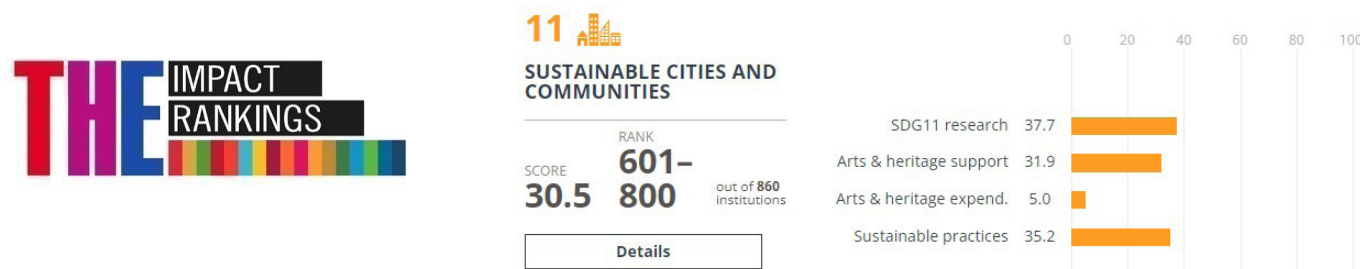 THE IMPACT
RANKINGS
11
SUSTAINABLE CITIES AND
COMMUNITIES
SCORE
30.5
RANK
601–
800
out of 860
institutions
Details
0 20 40 60 80 100
SDG11 research 37.7
Arts & heritage support 31.9
Arts & heritage expend. 5.0
Sustainable practices 35.2